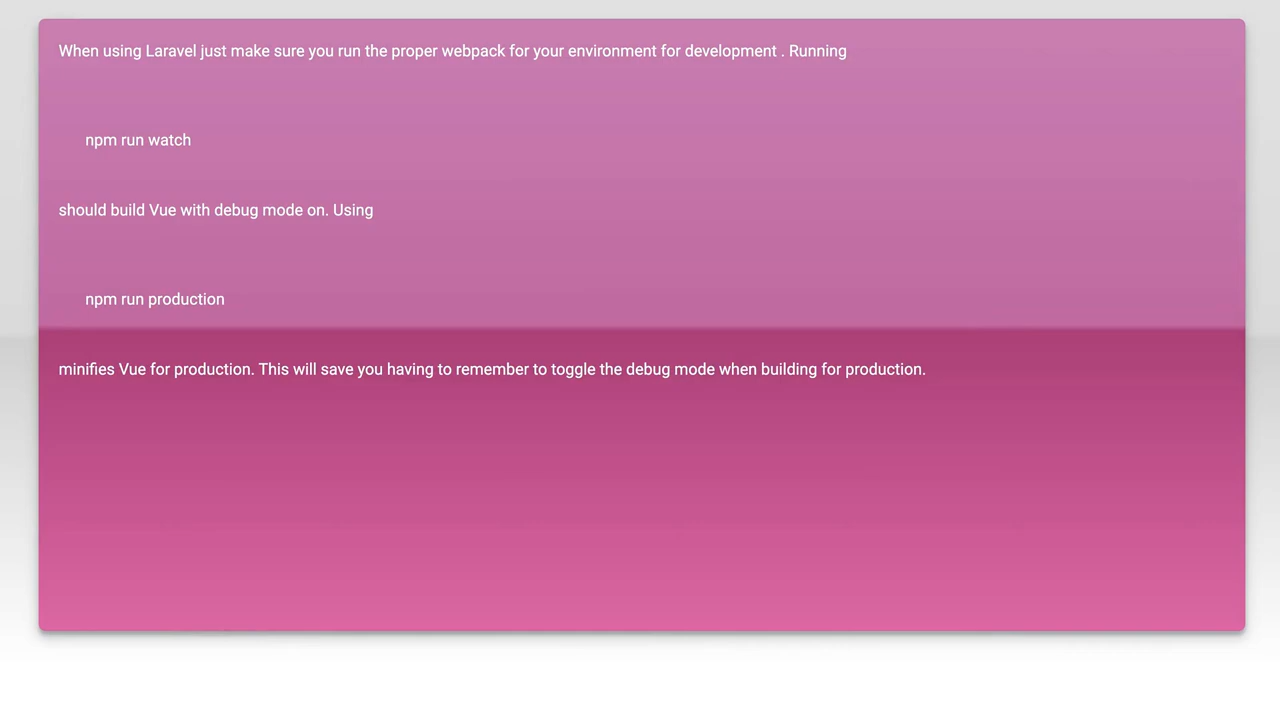 When using Laravel just make sure you run the proper webpack for your environment for development . Running
npm run watch
should build Vue with debug mode on. Using
npm run production
minifies Vue for production. This will save you having to remember to toggle the debug mode when building for production.